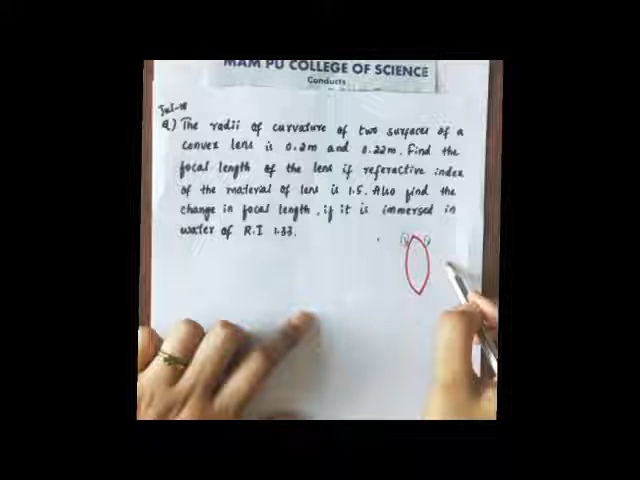 MAM PU COLLEGE OF SCIENCE
Conducts
Jul-18
Q) The radii of curvature of two surfaces of a
convex lens is 0.2m and 0.22m. Find the
focal length of the lens if referactive index
of the material of lens is 1.5. Also find the
change in focal length, if it is immersed in
water of R.I 1.33.